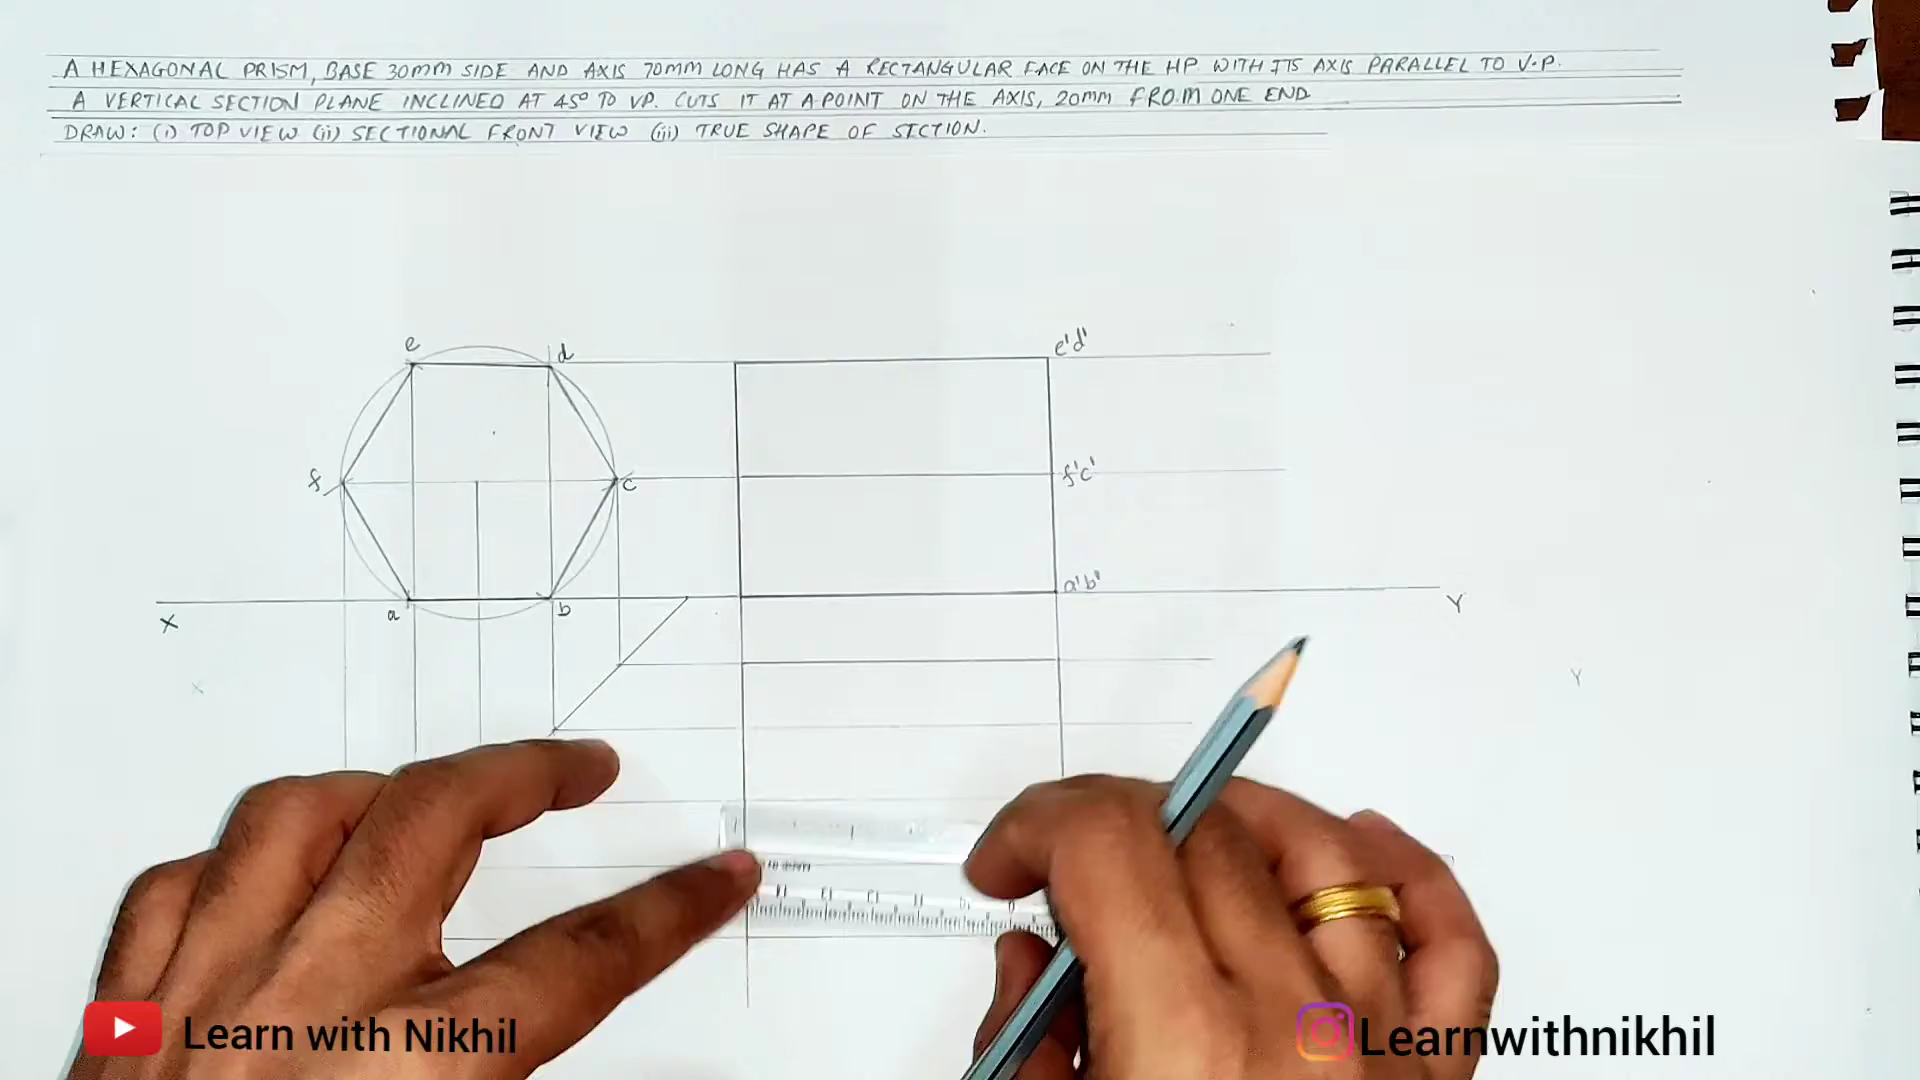 A HEXAGONAL PRISM, BASE 30mm SIDE AND AXIS 70mm LONG HAS A RECTANGULAR FACE ON THE HP WITH ITS AXIS PARALLEL TO V.P.
A VERTICAL SECTION PLANE INCLINED AT 45° TO VP. CUTS IT AT A POINT ON THE AXIS, 20mm FROM ONE END
DRAW: (i) TOP VIEW (ii) SECTIONAL FRONT VIEW (iii) TRUE SHAPE OF SECTION.
e
d
e'd'
f
c
f'c'
a
b
a'b'
X
Y
X
Y
Learn with Nikhil
Learnwithnikhil